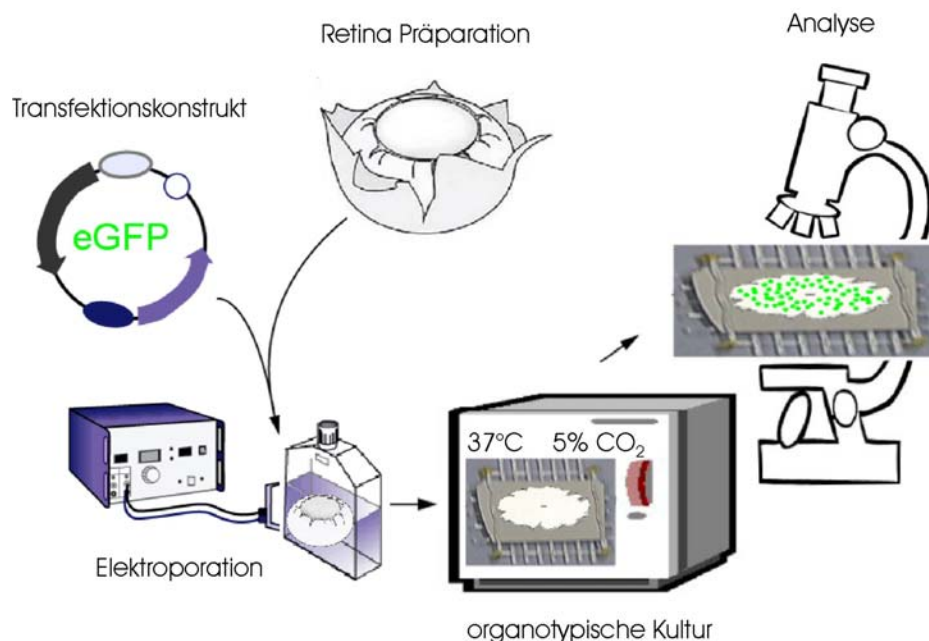 Retina Präparation
Analyse
Transfektionskonstrukt
eGFP
37°C 5% CO₂
Elektroporation
organotypische Kultur